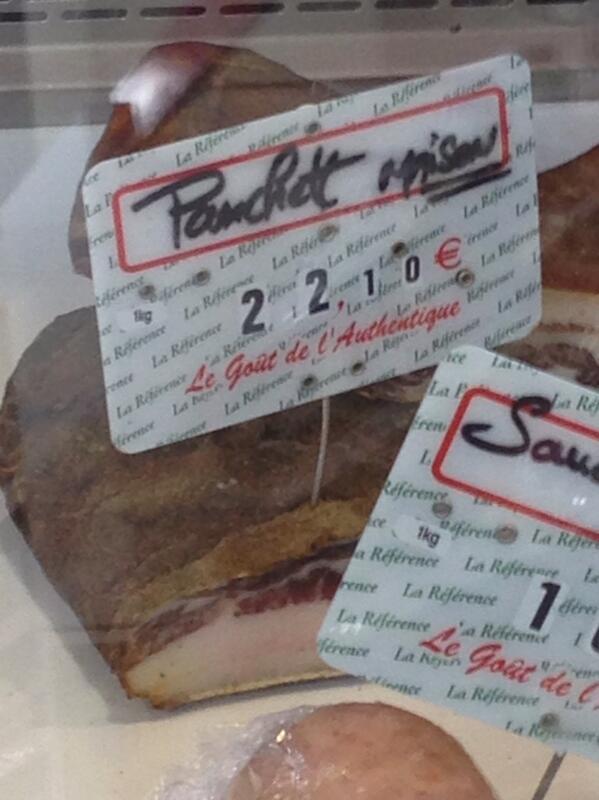 Panchett maison
1kg
22,10 €
Le Goût de l'Authentique
1kg
1
Le Goût de l'
La Référence